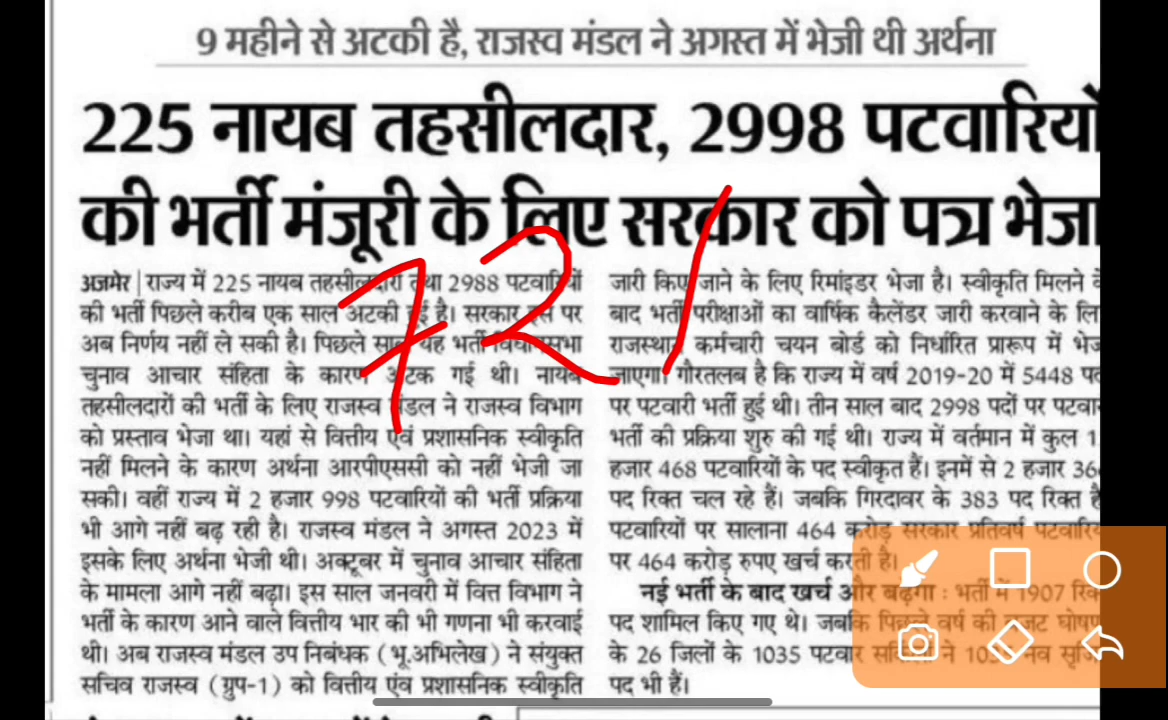 9 महीने से अटकी है, राजस्व मंडल ने अगस्त में भेजी थी अर्थना
225 नायब तहसीलदार, 2998 पटवारियों
की भर्ती मंजूरी के लिए सरकार को पत्र भेजा
अजमेर | राज्य में 225 नायब तहसीलदारों तथा 2988 पटवारियों
की भर्ती पिछले करीब एक साल अटकी हुई है। सरकार इस पर
अब निर्णय नहीं ले सकी है। पिछले साल यह भर्ती विधानसभा
चुनाव आचार संहिता के कारण अटक गई थी। नायब
तहसीलदारों की भर्ती के लिए राजस्व मंडल ने राजस्व विभाग
को प्रस्ताव भेजा था। यहां से वित्तीय एवं प्रशासनिक स्वीकृति
नहीं मिलने के कारण अर्थना आरपीएससी को नहीं भेजी जा
सकी। वहीं राज्य में 2 हजार 998 पटवारियों की भर्ती प्रक्रिया
भी आगे नहीं बढ़ रही है। राजस्व मंडल ने अगस्त 2023 में
इसके लिए अर्थना भेजी थी। अक्टूबर में चुनाव आचार संहिता
के मामला आगे नहीं बढ़ा। इस साल जनवरी में वित्त विभाग ने
भर्ती के कारण आने वाले वित्तीय भार की भी गणना भी करवाई
थी। अब राजस्व मंडल उप निबंधक (भू.अभिलेख) ने संयुक्त
सचिव राजस्व (ग्रुप-1) को वित्तीय एंव प्रशासनिक स्वीकृति
जारी किए जाने के लिए रिमांइडर भेजा है। स्वीकृति मिलने
बाद भर्ती परीक्षाओं का वार्षिक कैलेंडर जारी करवाने के
राजस्थान कर्मचारी चयन बोर्ड को निर्धारित प्रारूप में
जाएगा। गौरतलब है कि राज्य में वर्ष 2019-20 में 5448
पर पटवारी भर्ती हुई थी। तीन साल बाद 2998 पदों पर
भर्ती की प्रक्रिया शुरु की गई थी। राज्य में वर्तमान में कुल
हजार 468 पटवारियों के पद स्वीकृत हैं। इनमें से 2 हजार
पद रिक्त चल रहे हैं। जबकि गिरदावर के 383 पद रिक्त
पटवारियों पर सालाना 464 करोड़ सरकार प्रतिवर्ष
पर 464 करोड़ रुपए खर्च करती है।
नई भर्ती के बाद खर्च और बढ़ेगा : भर्ती में 1907
पद शामिल किए गए थे। जबकि पिछले वर्ष की बजट
के 26 जिलों के 1035 पटवार
पद भी हैं।